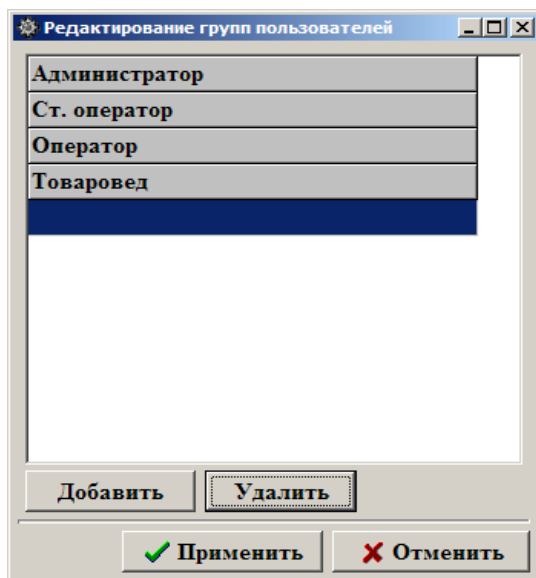 Редактирование групп пользователей
Администратор
Ст. оператор
Оператор
Товаровед
Добавить Удалить
Применить Отменить